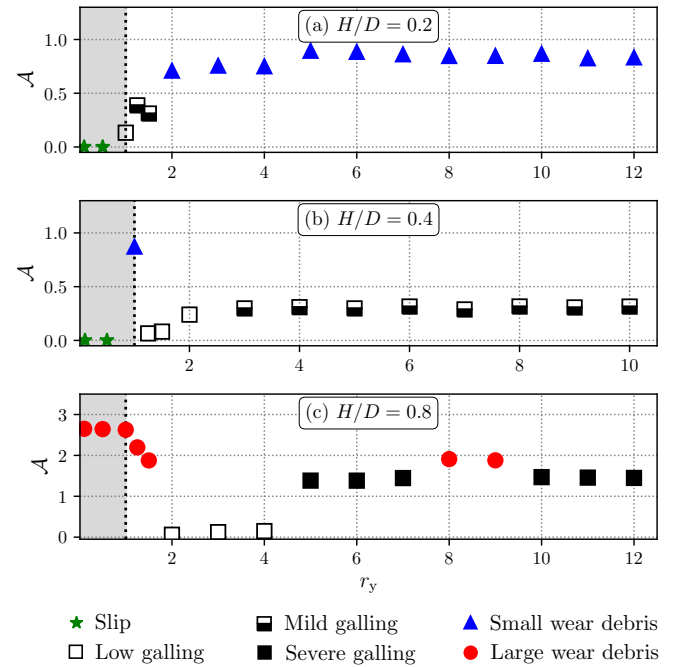 (a) H/D = 0.2
𝒜
1.0
0.5
0.0
2 4 6 8 10 12
(b) H/D = 0.4
𝒜
1.0
0.5
0.0
2 4 6 8 10
(c) H/D = 0.8
𝒜
3
2
1
0
2 4 6 8 10 12
r_y
Slip Mild galling Small wear debris
Low galling Severe galling Large wear debris